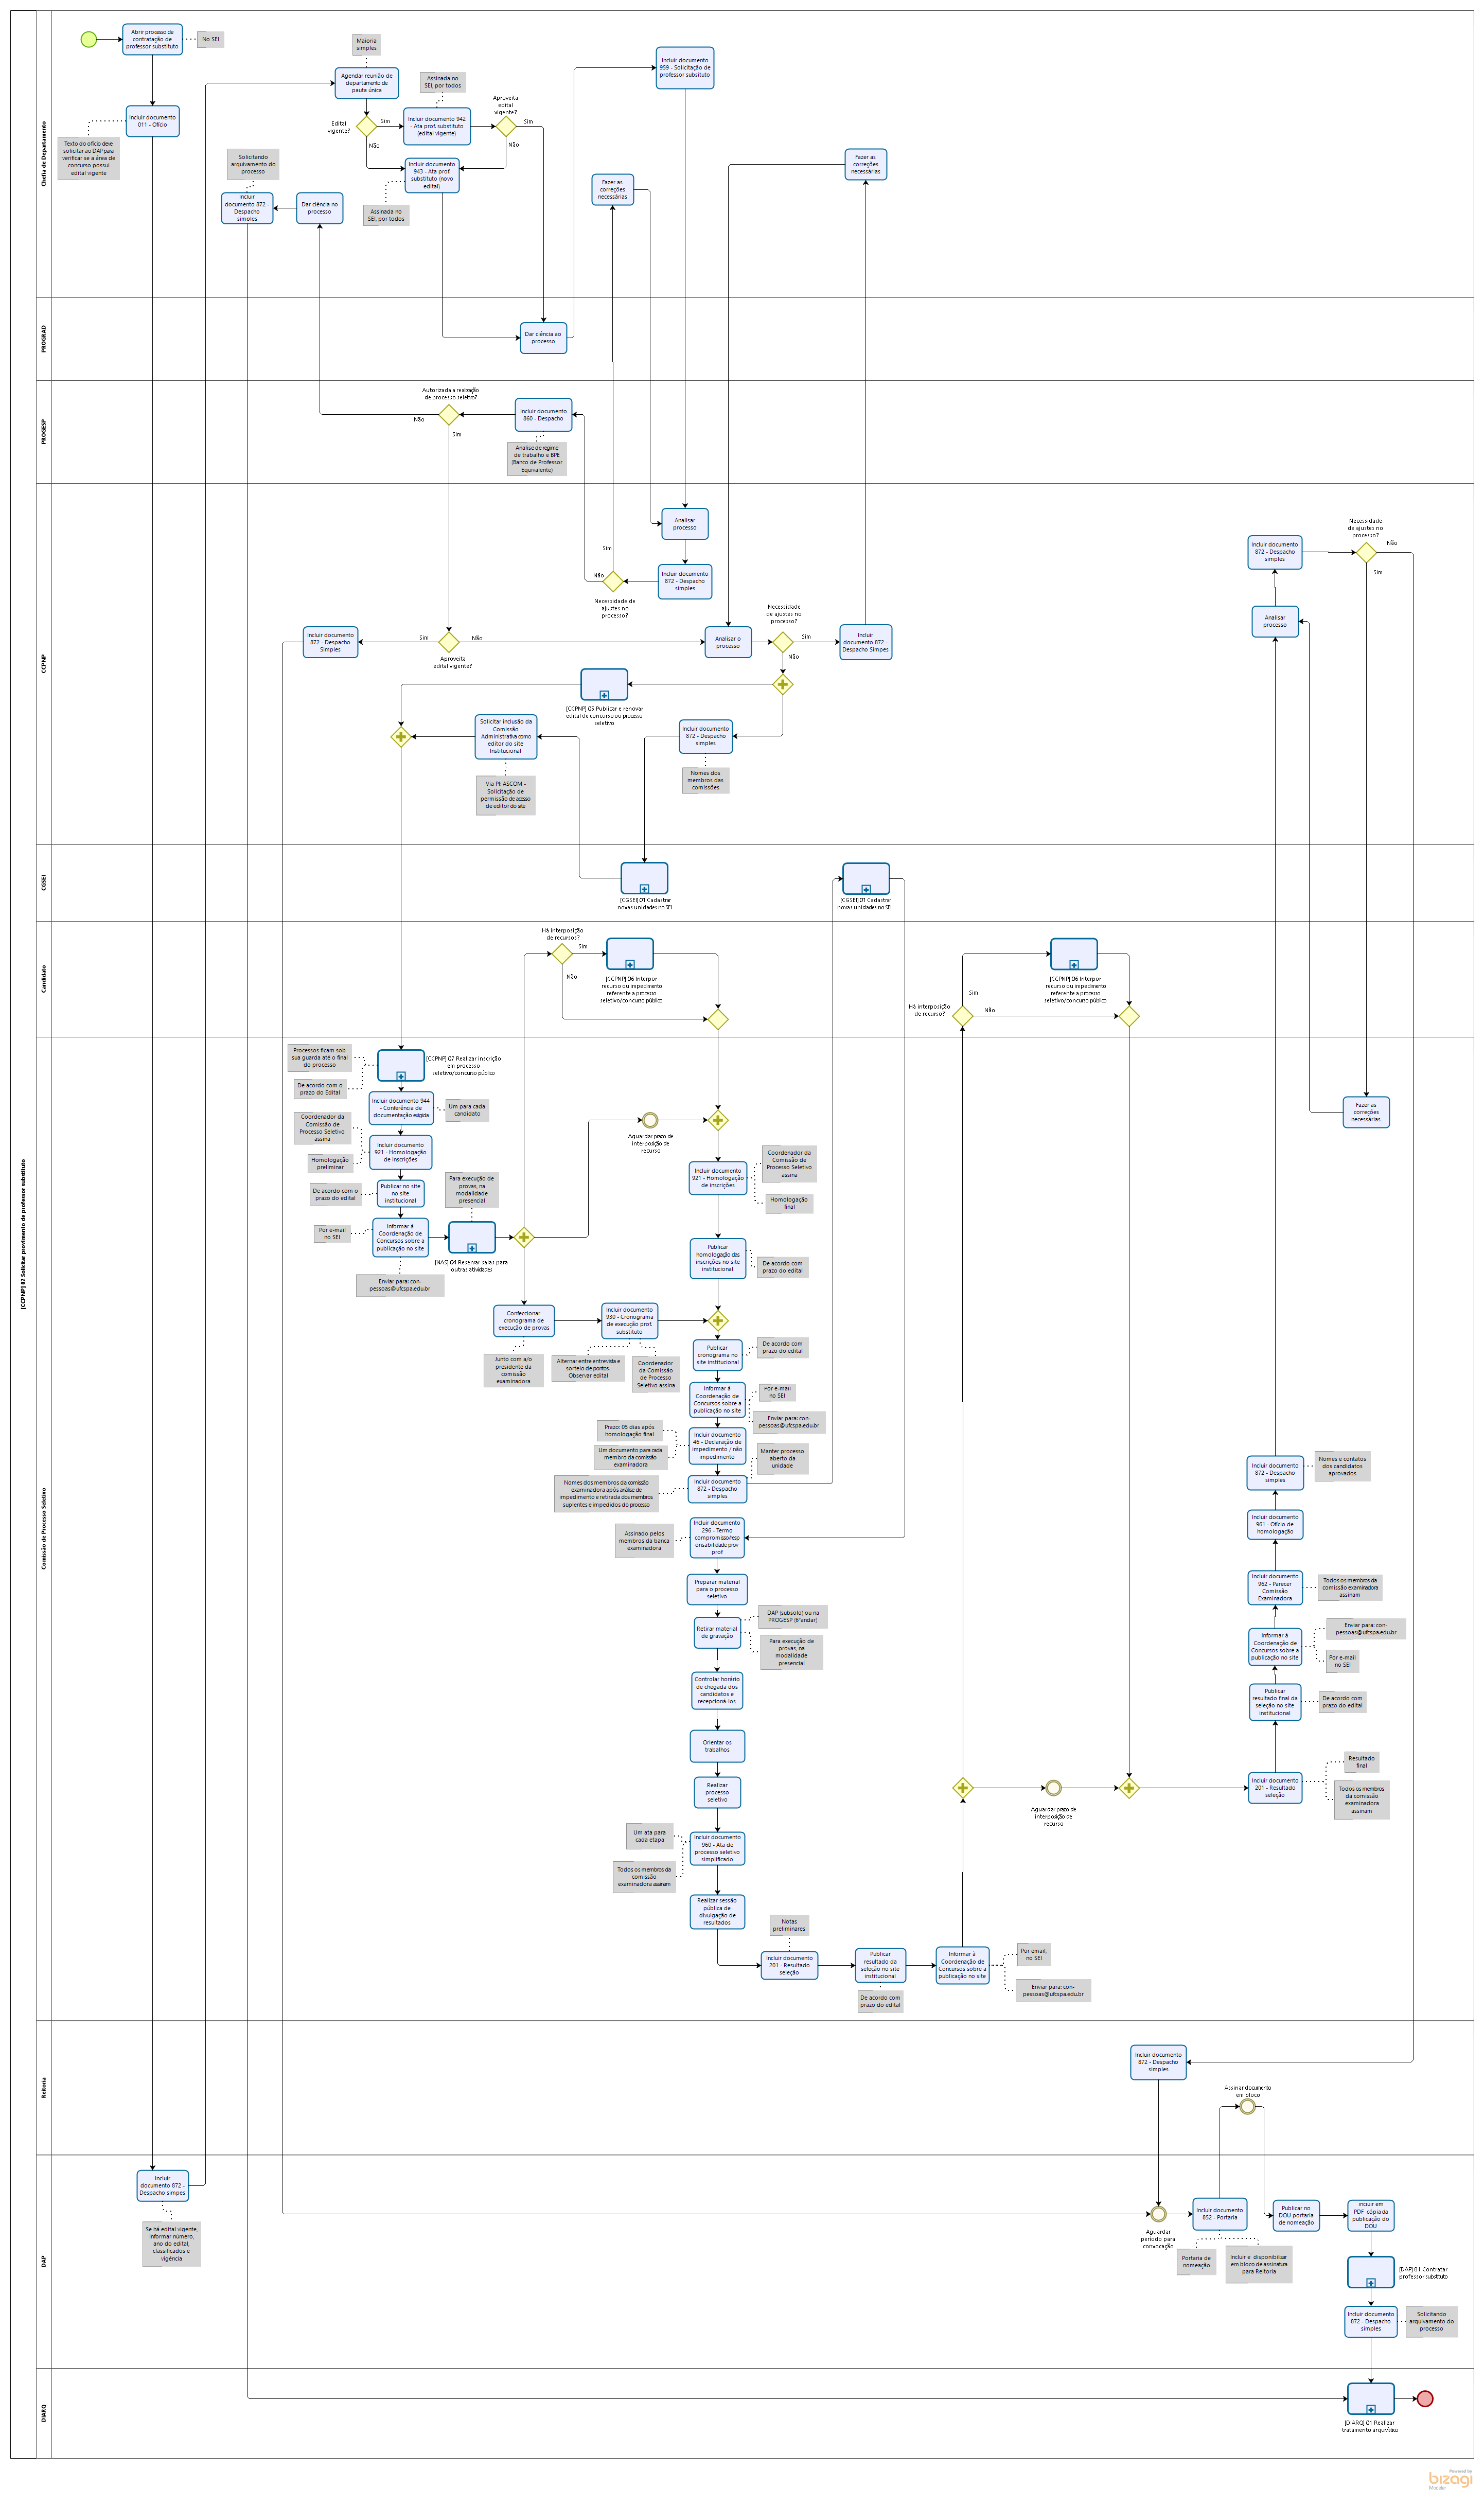 [CCPNP] 02 Solicitar provimento de professor substituto
Chefia de Departamento
Abrir processo de
contratação de
professor substituto
No SEI
Incluir documento
011 - Ofício
Texto do ofício deve
solicitar ao DAP para
verificar se a área de
concurso possui
edital vigente
Maioria
simples
Agendar reunião de
departamento de
pauta única
Edital
vigente?
Sim
Não
Assinada no
SEI, por todos
Incluir documento 942
- Ata prof. substituto
(edital vigente)
Aproveita
edital
vigente?
Sim
Não
Incluir documento
943 - Ata prof.
substituto (novo
edital)
Assinada no
SEI, por todos
Solicitando
arquivamento do
processo
Incluir
documento 872 -
Despacho
simples
Dar ciência no
processo
Incluir documento
959 - Solicitação de
professor subsituto
Fazer as
correções
necessárias
Fazer as
correções
necessárias
PROGRAD
Dar ciência ao
processo
PROGESP
Autorizada a realização
de processo seletivo?
Não
Sim
Incluir documento
860 - Despacho
Analise de regime
de trabalho e BPE
(Banco de Professor
Equivalente)
CCPNP
Analisar
processo
Incluir documento
872 - Despacho
simples
Sim
Não
Necessidade de
ajustes no
processo?
Incluir documento
872 - Despacho
Simples
Sim
Não
Aproveita
edital vigente?
Analisar o
processo
Necessidade
de ajustes no
processo?
Sim
Não
Incluir
documento 872 -
Despacho Simpes
[CCPNP] 05 Publicar e renovar
edital de concurso ou processo
seletivo
Solicitar inclusão da
Comissão
Administrativa como
editor do site
Institucional
Via PI: ASCOM -
Solicitação de
permissão de acesso
de editor do site
Incluir documento
872 - Despacho
simples
Nomes dos
membros das
comissões
Incluir documento
872 - Despacho
simples
Necessidade
de ajustes no
processo?
Não
Sim
Analisar
processo
CGSEI
[CGSEI] 01 Cadastrar
novas unidades no SEI
[CGSEI] 01 Cadastrar
novas unidades no SEI
Candidato
Há interposição
de recursos?
Sim
Não
[CCPNP] 06 Interpor
recurso ou impedimento
referente a processo
seletivo/concurso público
Há interposição
de recurso?
Sim
Não
[CCPNP] 06 Interpor
recurso ou impedimento
referente a processo
seletivo/concurso público
Comissão de Processo Seletivo
Processos ficam sob
sua guarda até o final
do processo
De acordo com o
prazo do Edital
[CCPNP] 07 Realizar inscrição
em processo
seletivo/concurso público
Incluir documento 944
- Conferência de
documentação exigida
Um para cada
candidato
Coordenador da
Comissão de
Processo Seletivo
assina
Homologação
preliminar
Incluir documento
921 - Homologação
de inscrições
De acordo com o
prazo do edital
Publicar no site
no site
institucional
Por e-mail
no SEI
Informar à
Coordenação de
Concursos sobre a
publicação no site
Enviar para: con-
pessoas@ufcspa.edu.br
Para execução de
provas, na
modalidade
presencial
[NAS] 04 Reservar salas para
outras atividades
Aguardar prazo de
interposição de
recurso
Incluir documento
921 - Homologação
de inscrições
Coordenador da
Comissão de
Processo Seletivo
assina
Homologação
final
Publicar
homologação das
inscrições no site
institucional
De acordo com
prazo do edital
Confeccionar
cronograma de
execução de provas
Junto com a/o
presidente da
comissão
examinadora
Incluir documento
930 - Cronograma
de execução prof.
substituto
Alternar entre entrevista e
sorteio de pontos.
Observar edital
Coordenador
da Comissão
de Processo
Seletivo assina
Publicar
cronograma no
site institucional
De acordo com
prazo do edital
Informar à
Coordenação de
Concursos sobre a
publicação no site
Por e-mail
no SEI
Enviar para: con-
pessoas@ufcspa.edu.br
Prazo: 05 dias após
homologação final
Um documento para cada
membro da comissão
examinadora
Incluir documento
46 - Declaração de
impedimento / não
impedimento
Manter processo
aberto da
unidade
Nomes dos membros da comissão
examinadora após análise de
impedimento e retirada dos membros
suplentes e impedidos do processo
Incluir documento
872 - Despacho
simples
Assinado pelos
membros da banca
examinadora
Incluir documento
296 - Termo
compromisso/resp
onsabilidade prov
prof
Preparar material
para o processo
seletivo
Retirar material
de gravação
DAP (subsolo) ou na
PROGESP (6°andar)
Para execução de
provas, na
modalidade
presencial
Controlar horário
de chegada dos
candidatos e
recepcioná-los
Orientar os
trabalhos
Realizar
processo
seletivo
Um ata para
cada etapa
Todos os membros da
comissão
examinadora assinam
Incluir documento
960 - Ata de
processo seletivo
simplificado
Realizar sessão
pública de
divulgação de
resultados
Notas
preliminares
Incluir documento
201 - Resultado
seleção
Publicar
resultado da
seleção no site
institucional
De acordo com
prazo do edital
Informar à
Coordenação de
Concursos sobre a
publicação no site
Por email,
no SEI
Enviar para: con-
pessoas@ufcspa.edu.br
Aguardar prazo de
interposição de
recurso
Incluir documento
201 - Resultado
seleção
Resultado
final
Todos os membros
da comissão
examinadora
assinam
Publicar
resultado final da
seleção no site
institucional
De acordo com
prazo do edital
Informar à
Coordenação de
Concursos sobre a
publicação no site
Enviar para: con-
pessoas@ufcspa.edu.br
Por e-mail
no SEI
Incluir documento
962 - Parecer
Comissão
Examinadora
Todos os membros da
comissão examinadora
assinam
Incluir documento
961 - Ofício de
homologação
Incluir documento
872 - Despacho
simples
Nomes e contatos
dos candidatos
aprovados
Fazer as
correções
necessárias
Reitoria
Incluir documento
872 - Despacho
simples
Assinar documento
em bloco
DAP
Incluir
documento 872 -
Despacho simpes
Se há edital vigente,
informar número,
ano do edital,
classificados e
vigência
Aguardar
período para
convocação
Incluir documento
852 - Portaria
Portaria de
nomeação
Incluir e disponibilizar
em bloco de assinatura
para Reitoria
Publicar no
DOU portaria
de nomeação
Incluir em
PDF cópia da
publicação do
DOU
[DAP] 01 Contratar
professor substituto
Incluir documento
872 - Despacho
simples
Solicitando
arquivamento do
processo
DIARQ
[DIARQ] 01 Realizar
tratamento arquivístico
Powered by
bizagi
Modeler